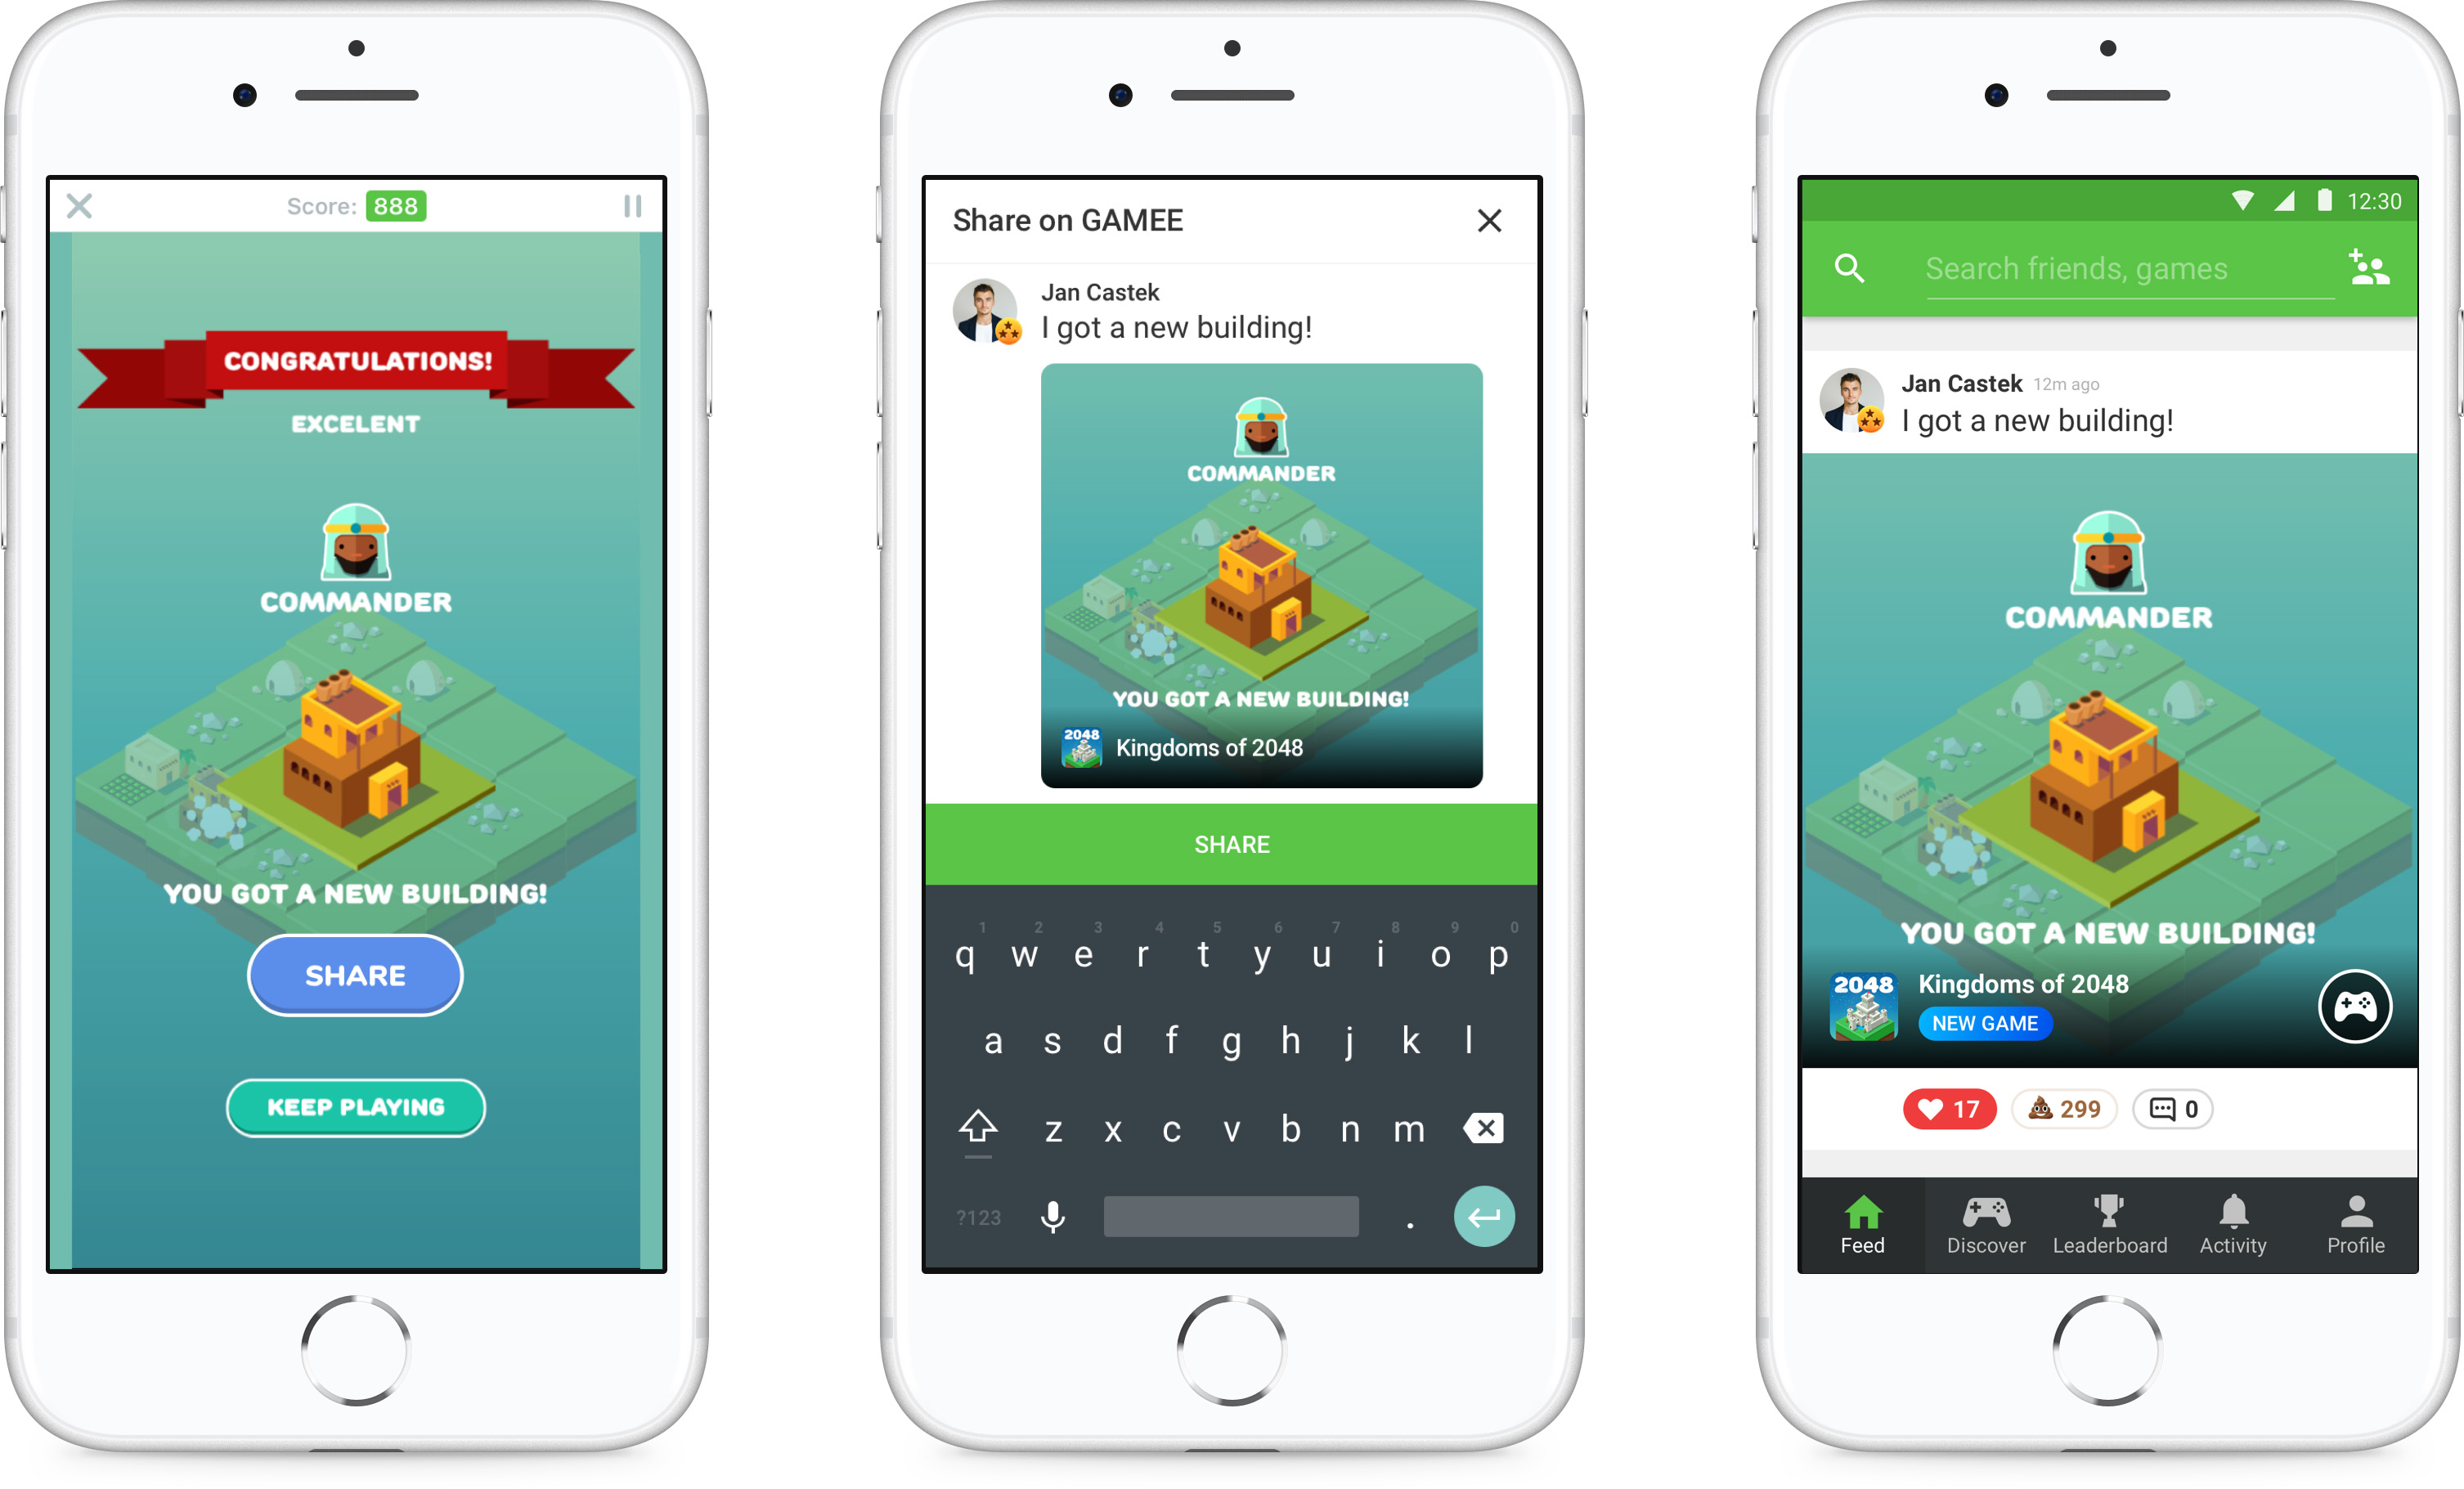 Score: 888
CONGRATULATIONS!
EXCELENT
COMMANDER
YOU GOT A NEW BUILDING!
SHARE
KEEP PLAYING
Share on GAMEE
Jan Castek
I got a new building!
COMMANDER
YOU GOT A NEW BUILDING!
2048
Kingdoms of 2048
SHARE
1 2 3 4 5 6 7 8 9 0
q w e r t y u i o p
a s d f g h j k l
z x c v b n m
?123 .
12:30
Search friends, games
Jan Castek 12m ago
I got a new building!
COMMANDER
YOU GOT A NEW BUILDING!
2048
Kingdoms of 2048
NEW GAME
17 299 0
Feed Discover Leaderboard Activity Profile